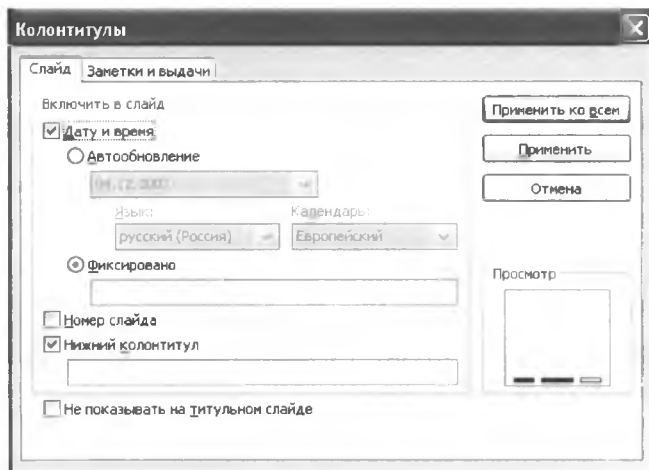 Колонтитулы
Слайд Заметки и выдачи
Включить в слайд
Дату и время
Автообновление
Язык: Календарь:
русский (Россия) Европейский
Фиксировано
Номер слайда
Нижний колонтитул
Не показывать на титульном слайде
Применить ко всем
Применить
Отмена
Просмотр